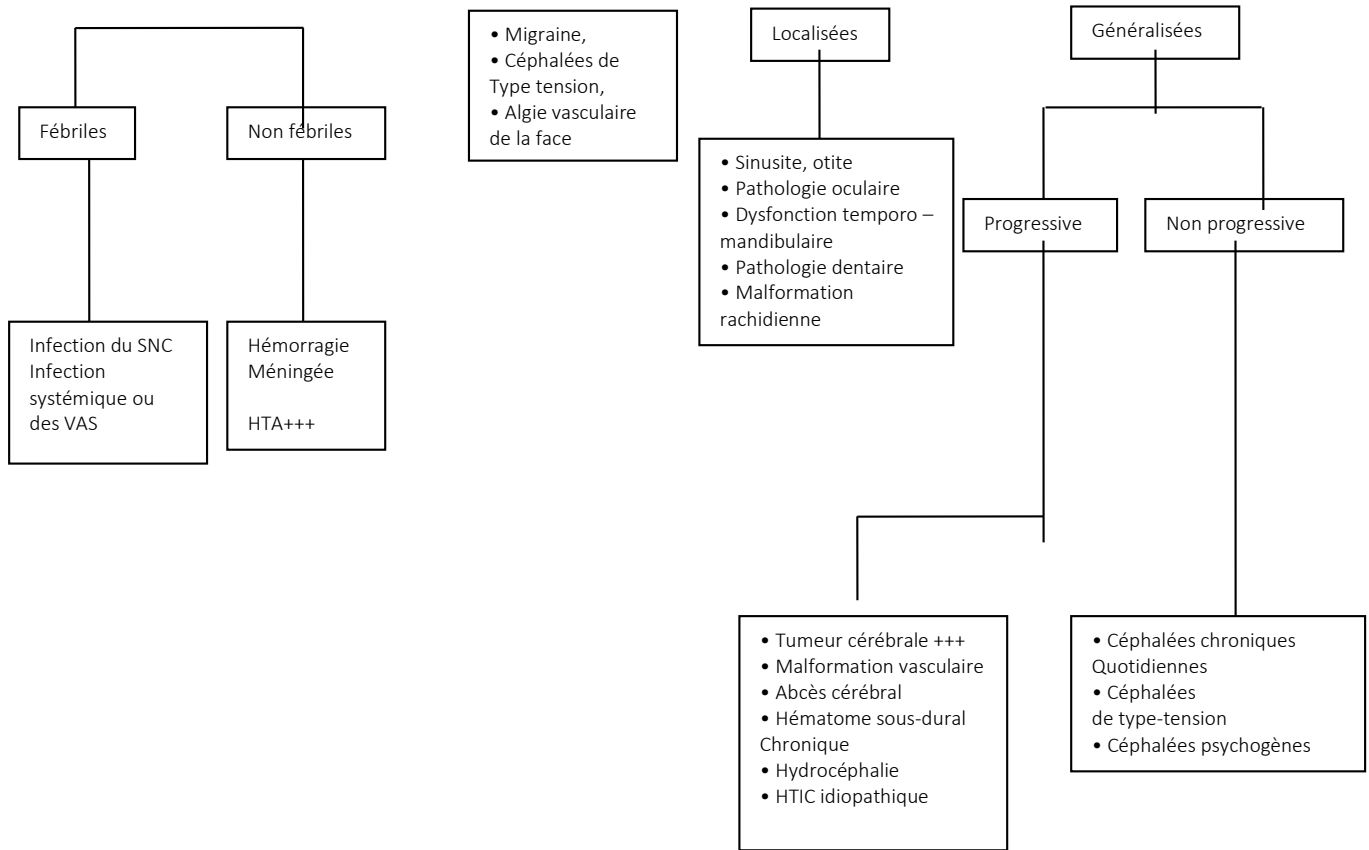 Fébriles
Non fébriles
Infection du SNC
Infection
systémique ou
des VAS
Hémorragie
Méningée
HTA+++
• Migraine,
• Céphalées de
Type tension,
• Algie vasculaire
de la face
Localisées
• Sinusite, otite
• Pathologie oculaire
• Dysfonction temporo –
mandibulaire
• Pathologie dentaire
• Malformation
rachidienne
Généralisées
Progressive
Non progressive
• Tumeur cérébrale +++
• Malformation vasculaire
• Abcès cérébral
• Hématome sous-dural
Chronique
• Hydrocéphalie
• HTIC idiopathique
• Céphalées chroniques
Quotidiennes
• Céphalées
de type-tension
• Céphalées psychogènes